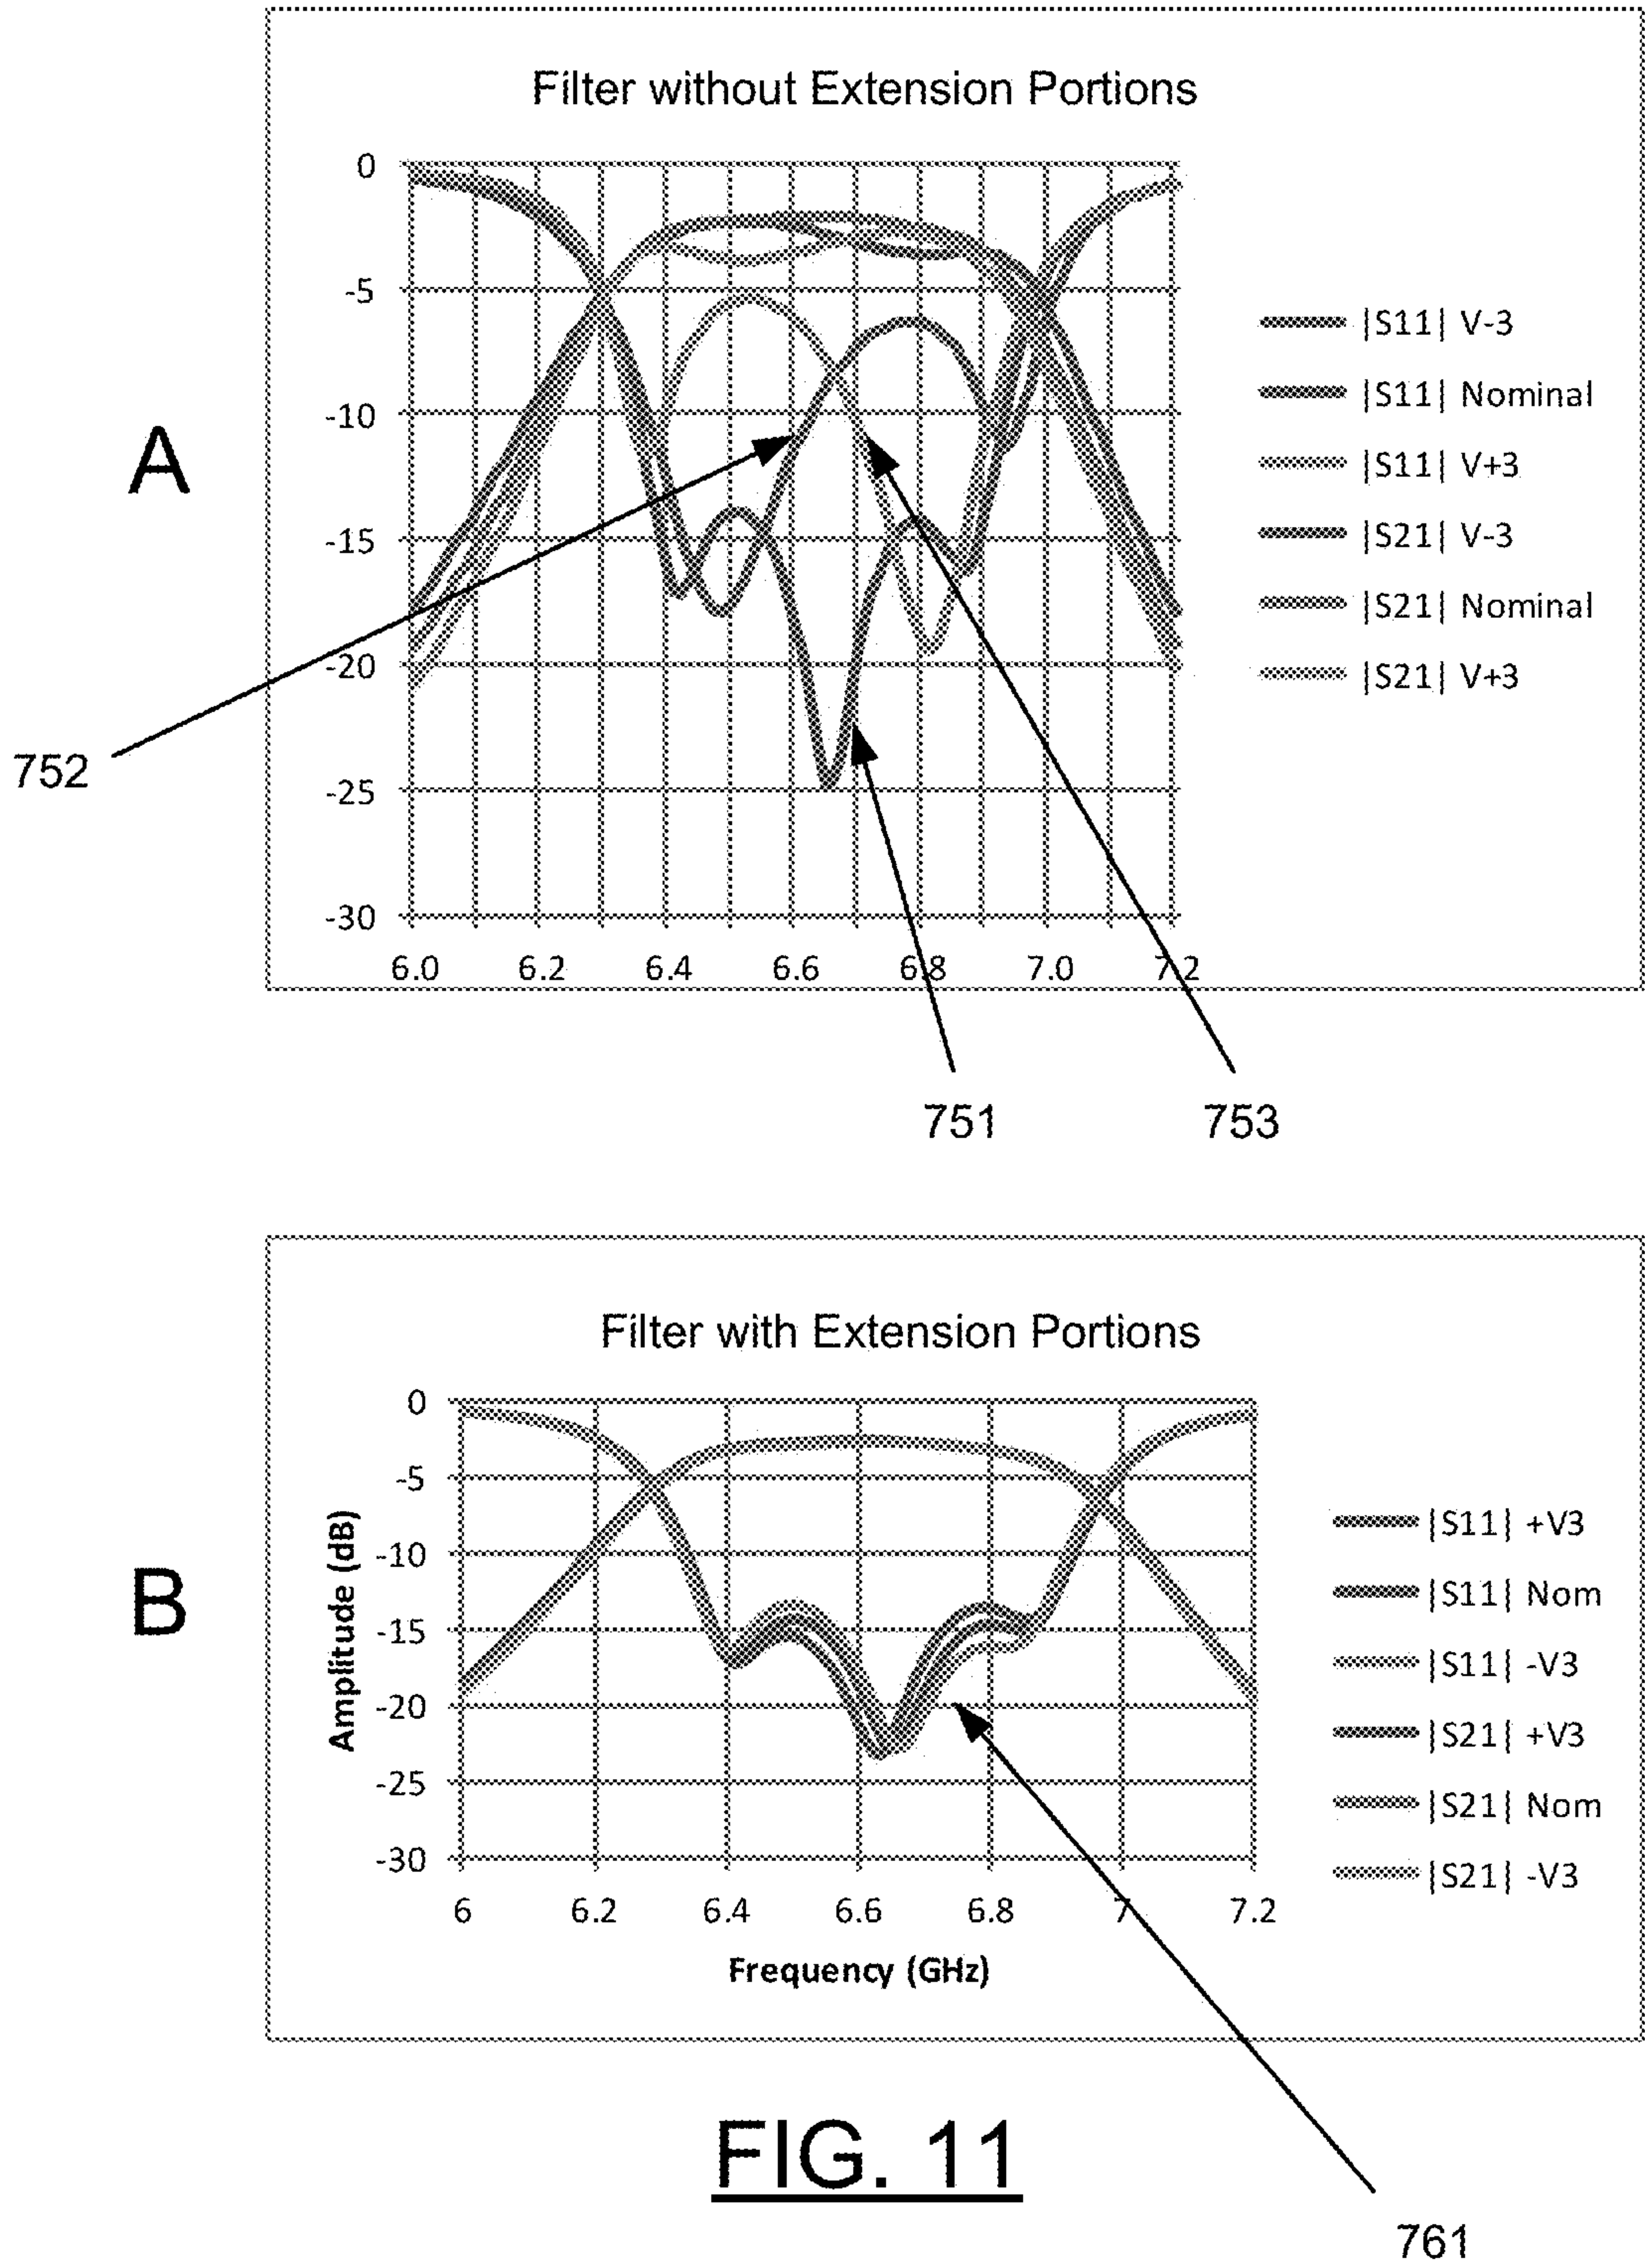 Filter without Extension Portions
0
-5
-10
-15
-20
-25
-30
6.0 6.2 6.4 6.6 6.8 7.0 7.2
|S11| V-3
|S11| Nominal
|S11| V+3
|S21| V-3
|S21| Nominal
|S21| V+3
A
752
751
753
Filter with Extension Portions
0
-5
-10
-15
-20
-25
-30
Amplitude (dB)
6 6.2 6.4 6.6 6.8 7 7.2
Frequency (GHz)
|S11| +V3
|S11| Nom
|S11| -V3
|S21| +V3
|S21| Nom
|S21| -V3
B
761
FIG. 11